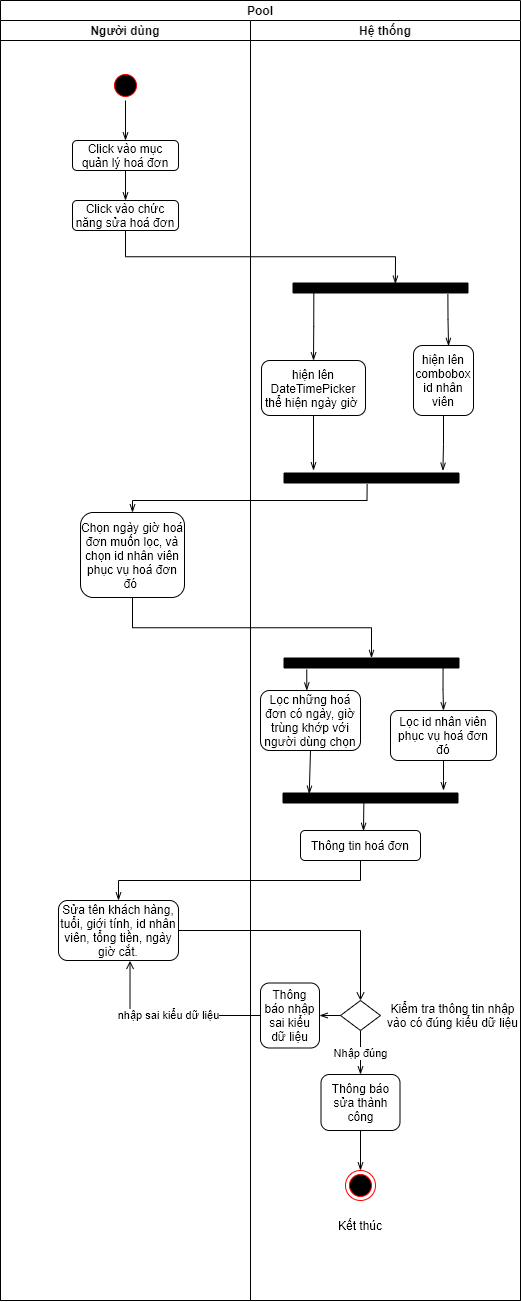 Pool
Người dùng
Hệ thống
Click vào mục
quản lý hoá đơn
Click vào chức
năng sửa hoá đơn
hiện lên
DateTimePicker
thể hiện ngày giờ
hiện lên
combobox
id nhân
viên
Chọn ngày giờ hoá
đơn muốn lọc, và
chọn id nhân viên
phục vụ hoá đơn
đó
Lọc những hoá
đơn có ngày, giờ
trùng khớp với
người dùng chọn
Lọc id nhân viên
phục vụ hoá đơn
đó
Thông tin hoá đơn
Sửa tên khách hàng,
tuổi, giới tính, id nhân
viên, tổng tiền, ngày
giờ cắt.
nhập sai kiểu dữ liệu
Thông
báo nhập
sai kiểu
dữ liệu
Kiểm tra thông tin nhập
vào có đúng kiểu dữ liệu
Nhập đúng
Thông báo
sửa thành
công
Kết thúc